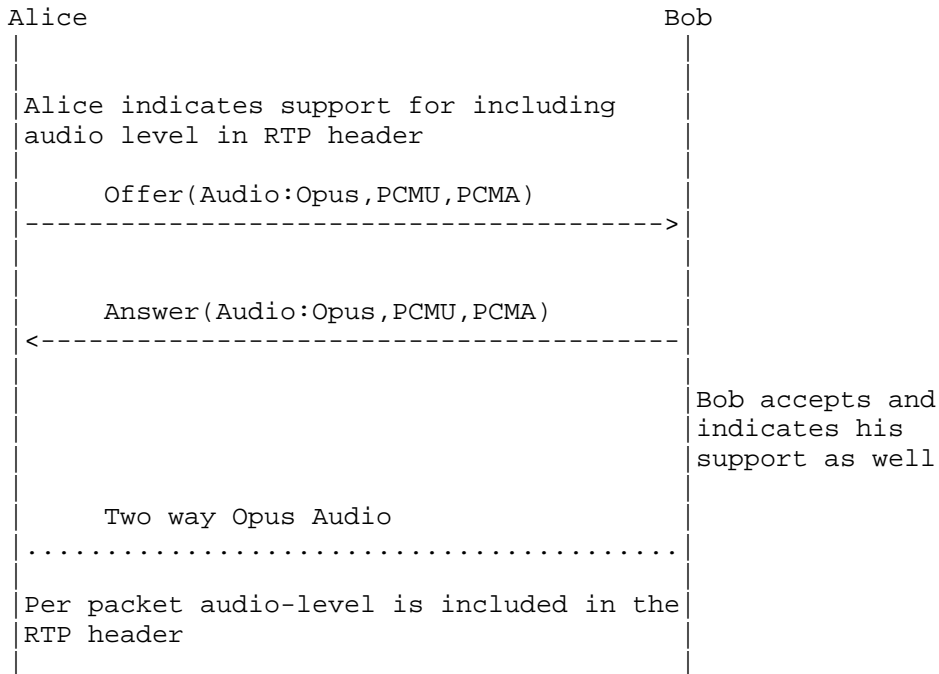 Alice Bob
Alice indicates support for including
audio level in RTP header
Offer(Audio:Opus,PCMU,PCMA)
Answer(Audio:Opus,PCMU,PCMA)
Bob accepts and
indicates his
support as well
Two way Opus Audio
Per packet audio-level is included in the
RTP header